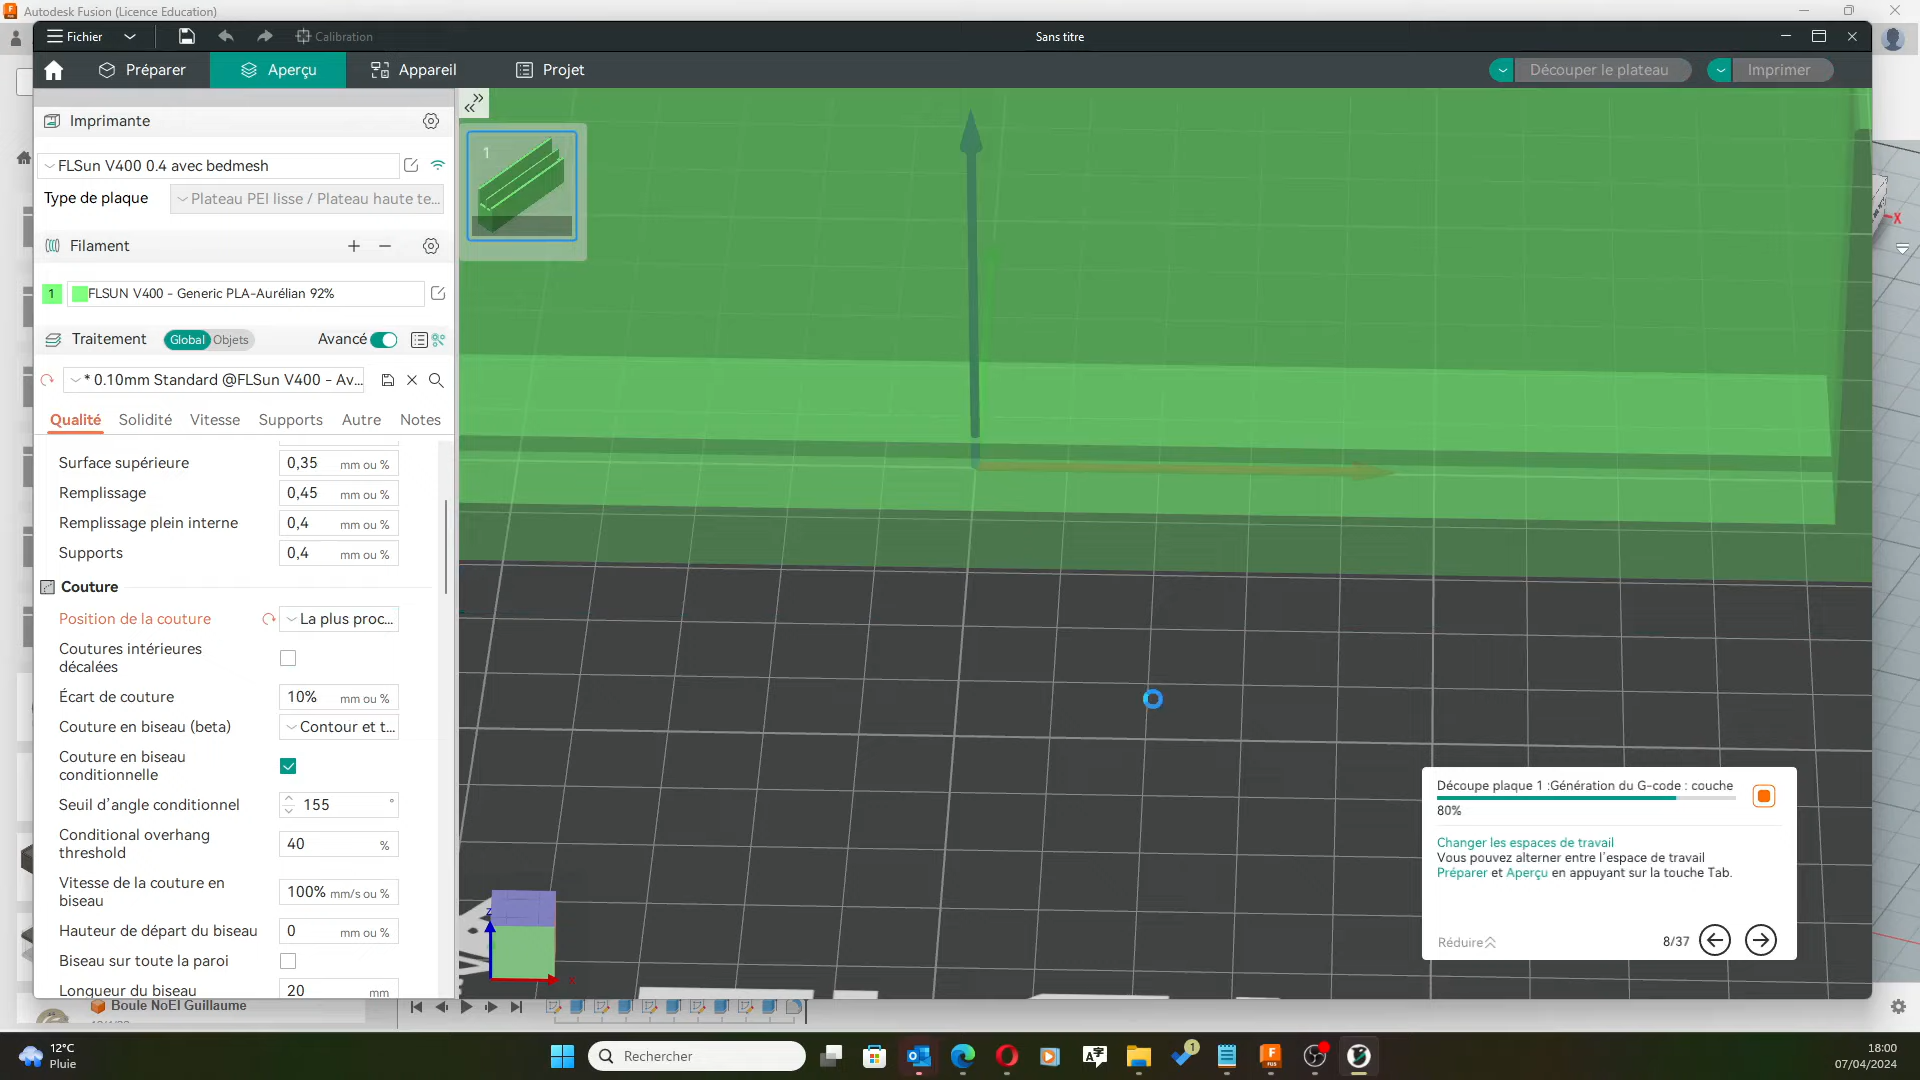 Autodesk Fusion (Licence Education)
Fichier
Calibration
Sans titre
Préparer
Aperçu
Appareil
Projet
Découper le plateau
Imprimer
Imprimante
FLSun V400 0.4 avec bedmesh
Type de plaque
Plateau PEI lisse / Plateau haute te...
Filament
1
FLSUN V400 - Generic PLA-Aurélian 92%
Traitement
Global
Objets
Avancé
* 0.10mm Standard @FLSun V400 - Av...
Qualité
Solidité
Vitesse
Supports
Autre
Notes
Surface supérieure 0,35 mm ou %
Remplissage 0,45 mm ou %
Remplissage plein interne 0,4 mm ou %
Supports 0,4 mm ou %
Couture
Position de la couture La plus proc...
Coutures intérieures
décalées
Écart de couture 10% mm ou %
Couture en biseau (beta) Contour et t...
Couture en biseau
conditionnelle
Seuil d'angle conditionnel 155 °
Conditional overhang
threshold 40 %
Vitesse de la couture en
biseau 100% mm/s ou %
Hauteur de départ du biseau 0 mm ou %
Biseau sur toute la paroi
Longueur du biseau 20 mm
1
X
Z
X
Découpe plaque 1 :Génération du G-code : couche
80%
Changer les espaces de travail
Vous pouvez alterner entre l'espace de travail
Préparer et Aperçu en appuyant sur la touche Tab.
Réduire
8/37
Boule NoEl Guillaume
12°C
Pluie
Rechercher
1
18:00
07/04/2024